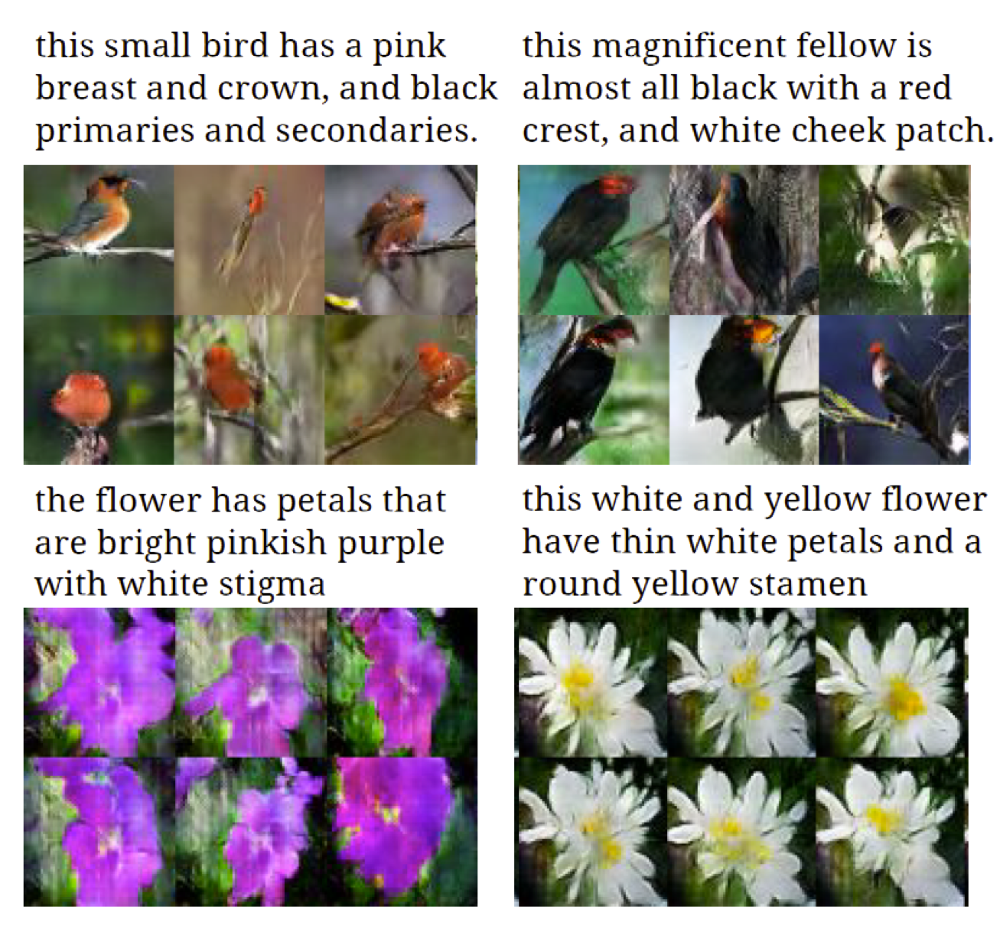 this small bird has a pink
breast and crown, and black
primaries and secondaries.
this magnificent fellow is
almost all black with a red
crest, and white cheek patch.
the flower has petals that
are bright pinkish purple
with white stigma
this white and yellow flower
have thin white petals and a
round yellow stamen